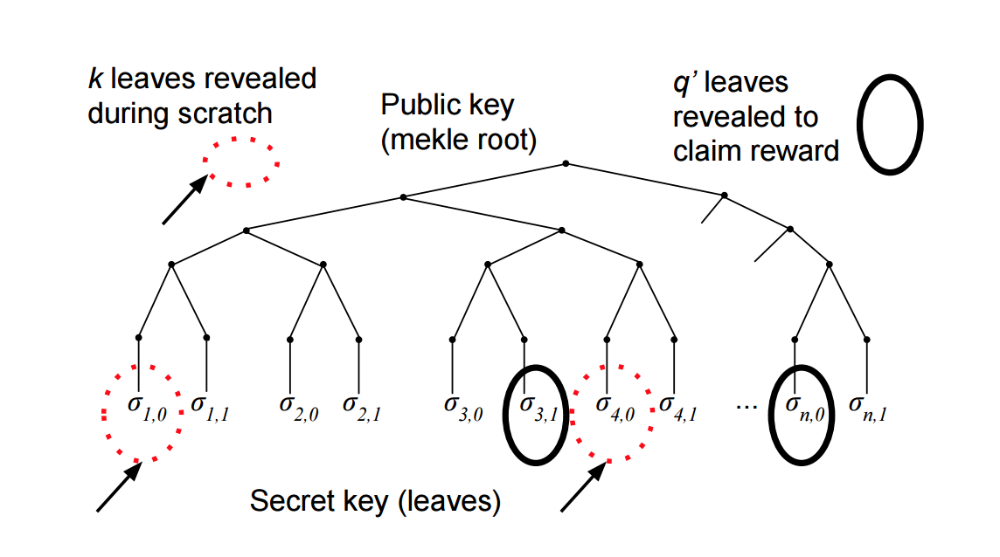 k leaves revealed
during scratch
Public key
(mekle root)
q’ leaves
revealed to
claim reward
σ1,0 σ1,1 σ2,0 σ2,1 σ3,0 σ3,1 σ4,0 σ4,1 ... σn,0 σn,1
Secret key (leaves)